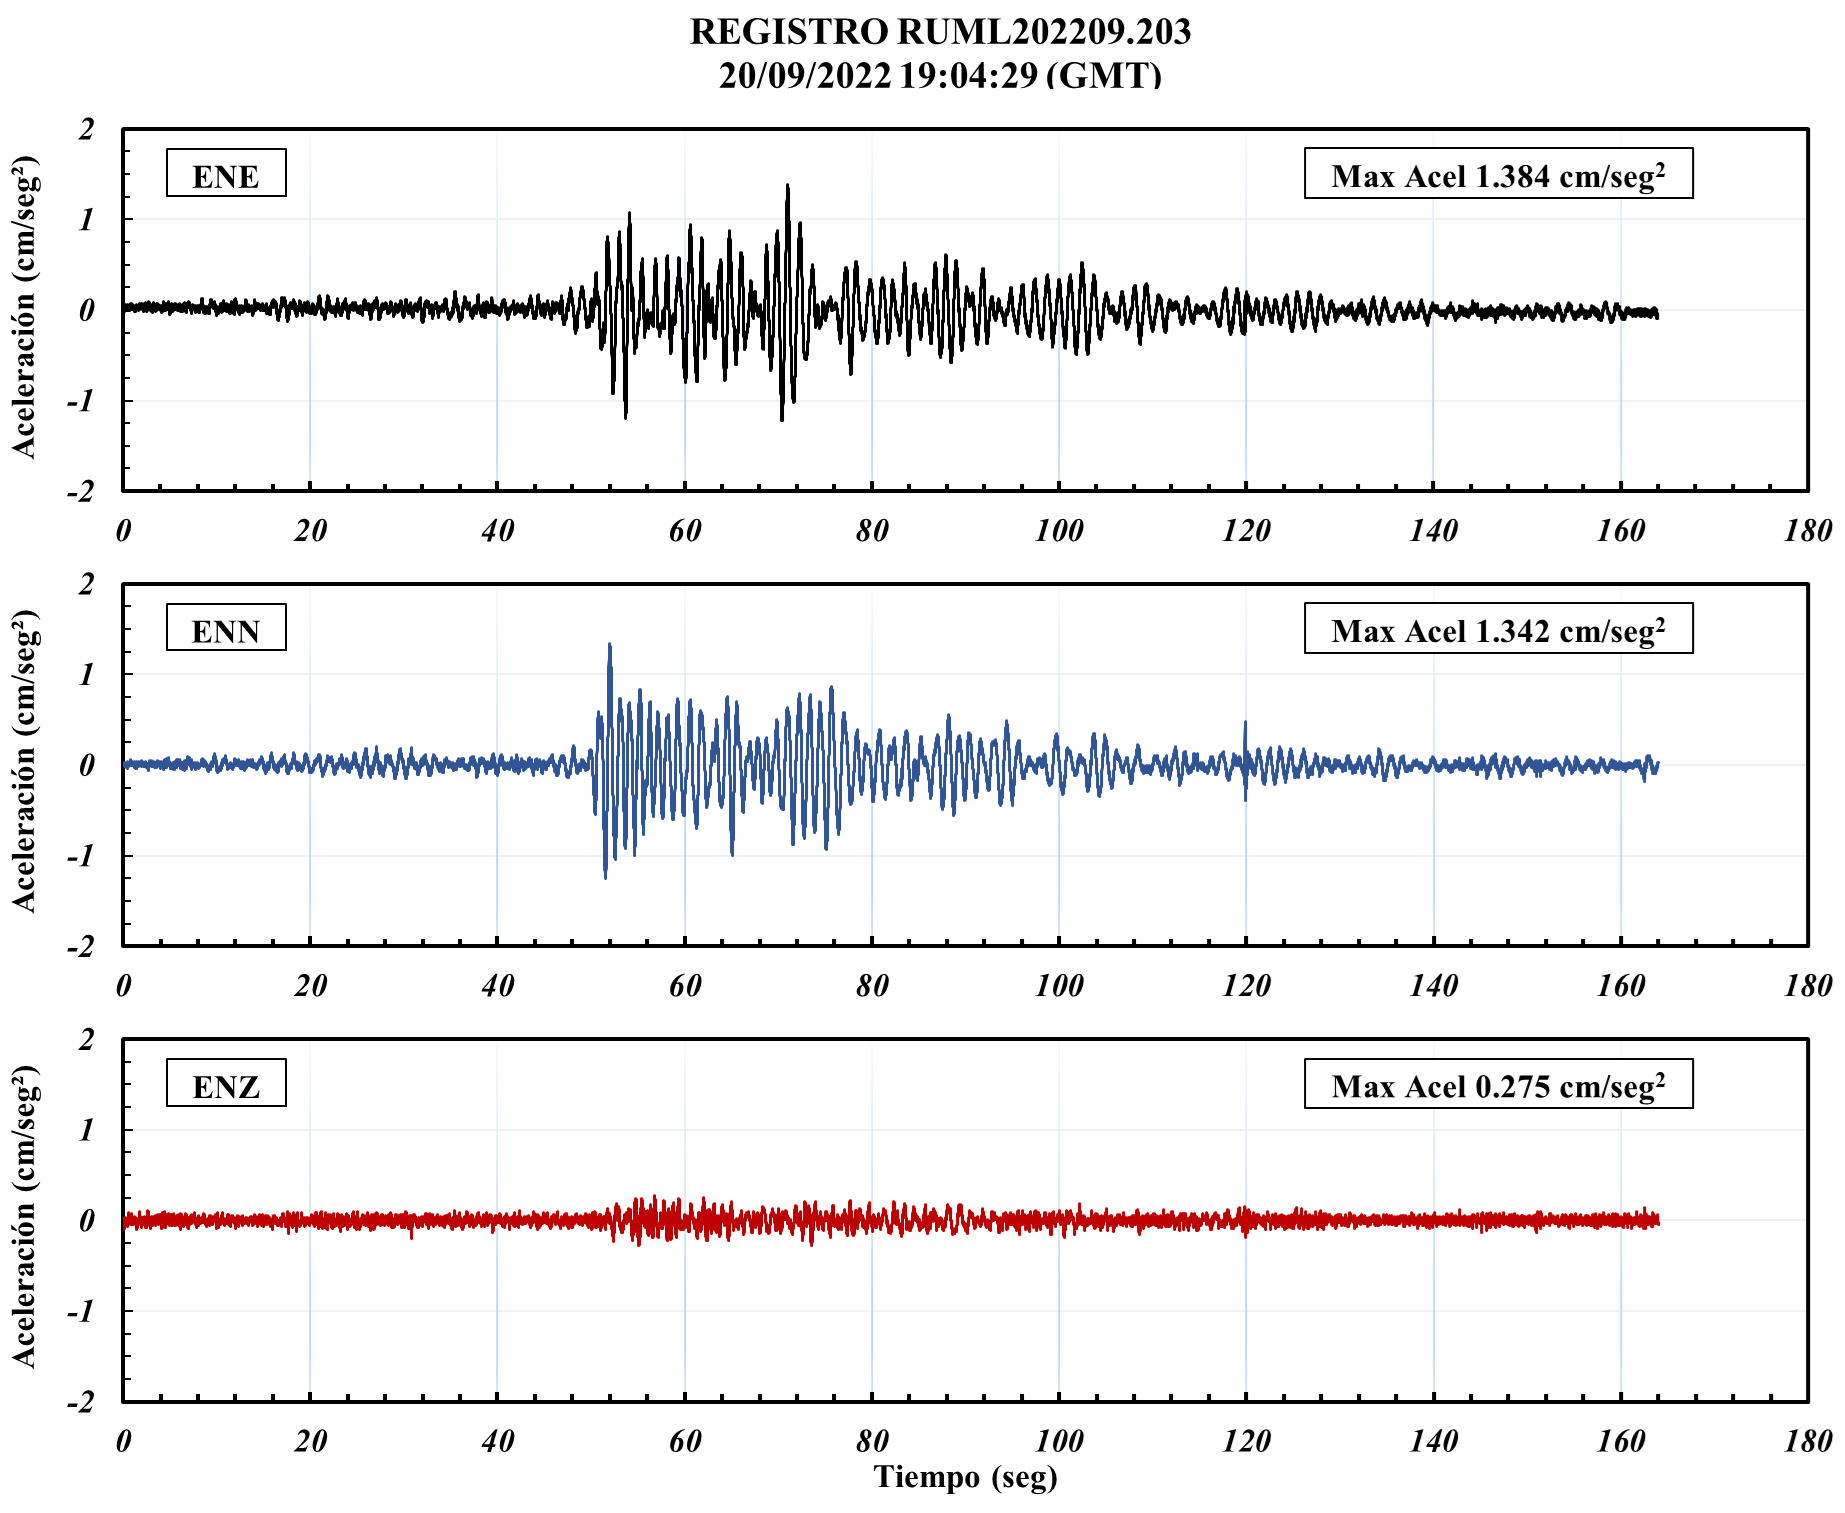 REGISTRO RUML202209.203
20/09/2022 19:04:29 (GMT)
Aceleración (cm/seg²)
ENE
Max Acel 1.384 cm/seg²
2
1
0
-1
-2
0 20 40 60 80 100 120 140 160 180
Aceleración (cm/seg²)
ENN
Max Acel 1.342 cm/seg²
2
1
0
-1
-2
0 20 40 60 80 100 120 140 160 180
Aceleración (cm/seg²)
ENZ
Max Acel 0.275 cm/seg²
2
1
0
-1
-2
0 20 40 60 80 100 120 140 160 180
Tiempo (seg)